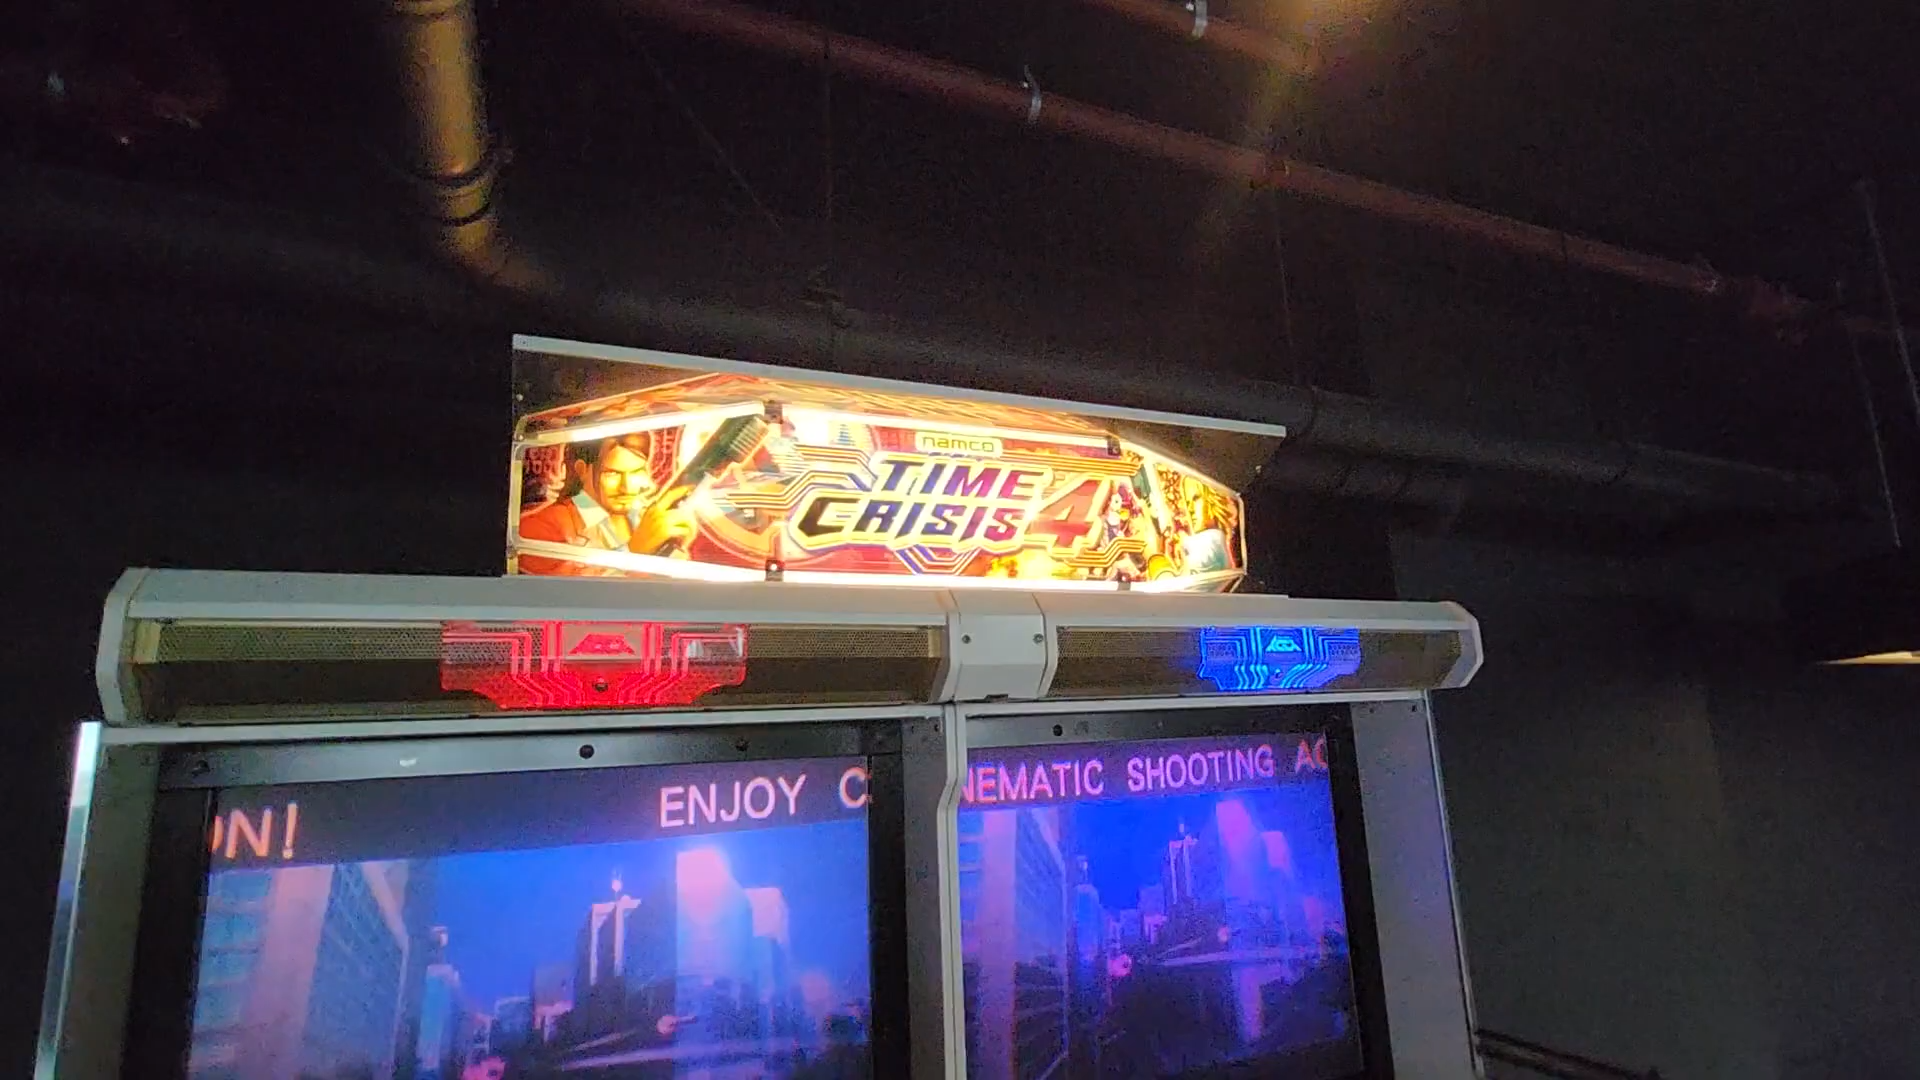 namco
TIME
CRISIS 4
ON!
ENJOY C
NEMATIC SHOOTING AC